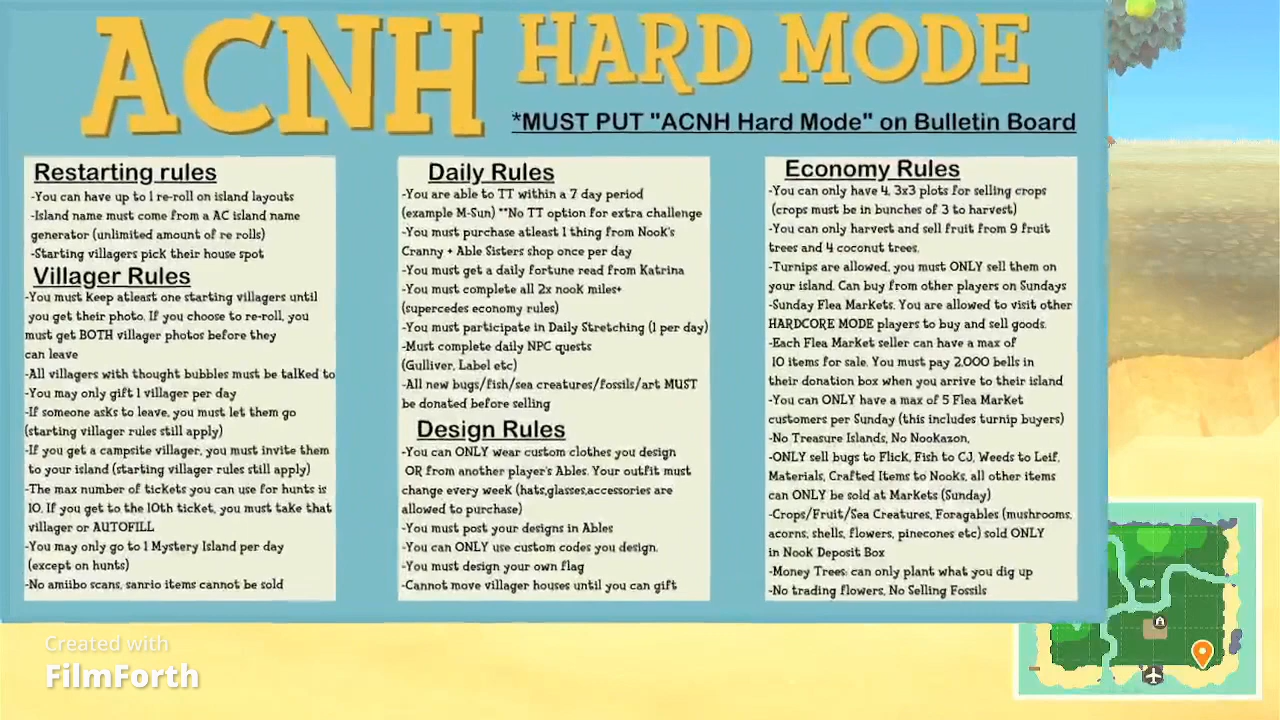 ACNH HARD MODE
*MUST PUT "ACNH Hard Mode" on Bulletin Board
Restarting rules
-You can have up to 1 re-roll on island layouts
-Island name must come from a AC island name
generator (unlimited amount of re rolls)
-Starting villagers pick their house spot
Villager Rules
-You must Keep atleast one starting villagers until
you get their photo. If you choose to re-roll, you
must get BOTH villager photos before they
can leave
-All villagers with thought bubbles must be talked to
-You may only gift 1 villager per day
-If someone asks to leave, you must let them go
(starting villager rules still apply)
-If you get a campsite villager, you must invite them
to your island (starting villager rules still apply)
-The max number of tickets you can use for hunts is
10. If you get to the 10th ticket, you must take that
villager or AUTOFILL
-You may only go to 1 Mystery Island per day
(except on hunts)
-No amiibo scans, sanrio items cannot be sold
Daily Rules
-You are able to TT within a 7 day period
(example M-Sun) **No TT option for extra challenge
-You must purchase atleast 1 thing from Nook's
Cranny + Able Sisters shop once per day
-You must get a daily fortune read from Katrina
-You must complete all 2x nook miles+
(supercedes economy rules)
-You must participate in Daily Stretching (1 per day)
-Must complete daily NPC quests
(Gulliver, Label etc)
-All new bugs/fish/sea creatures/fossils/art MUST
be donated before selling
Design Rules
-You can ONLY wear custom clothes you design
OR from another player's Ables. Your outfit must
change every week (hats,glasses,accessories are
allowed to purchase)
-You must post your designs in Ables
-You can ONLY use custom codes you design.
-You must design your own flag
-Cannot move villager houses until you can gift
Economy Rules
-You can only have 4, 3x3 plots for selling crops
(crops must be in bunches of 3 to harvest)
-You can only harvest and sell fruit from 9 fruit
trees and 4 coconut trees.
-Turnips are allowed, you must ONLY sell them on
your island. Can buy from other players on Sundays
-Sunday Flea Markets. You are allowed to visit other
HARDCORE MODE players to buy and sell goods.
-Each Flea Market seller can have a max of
10 items for sale. You must pay 2,000 bells in
their donation box when you arrive to their island
-You can ONLY have a max of 5 Flea Market
customers per Sunday (this includes turnip buyers)
-No Treasure Islands, No Nookazon,
-ONLY sell bugs to Flick, Fish to CJ, Weeds to Leif,
Materials, Crafted Items to Nooks, all other items
can ONLY be sold at Markets (Sunday)
-Crops/Fruit/Sea Creatures, Foragables (mushrooms,
acorns, shells, flowers, pinecones etc) sold ONLY
in Nook Deposit Box
-Money Trees: can only plant what you dig up
-No trading flowers, No Selling Fossils
Created with
FilmForth